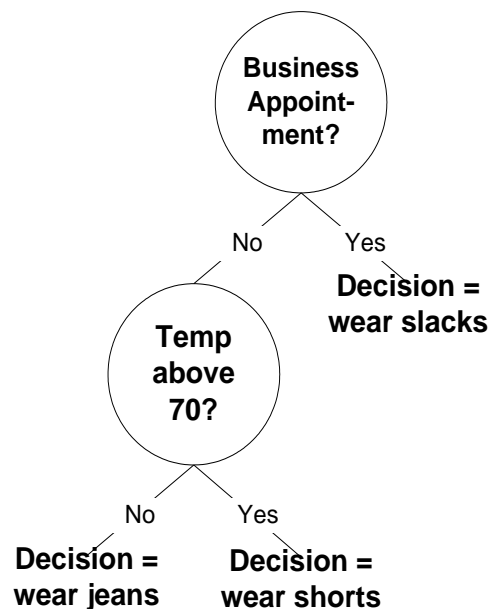 Business
Appoint-
ment?
No
Yes
Decision =
wear slacks
Temp
above
70?
No
Yes
Decision =
wear jeans
Decision =
wear shorts